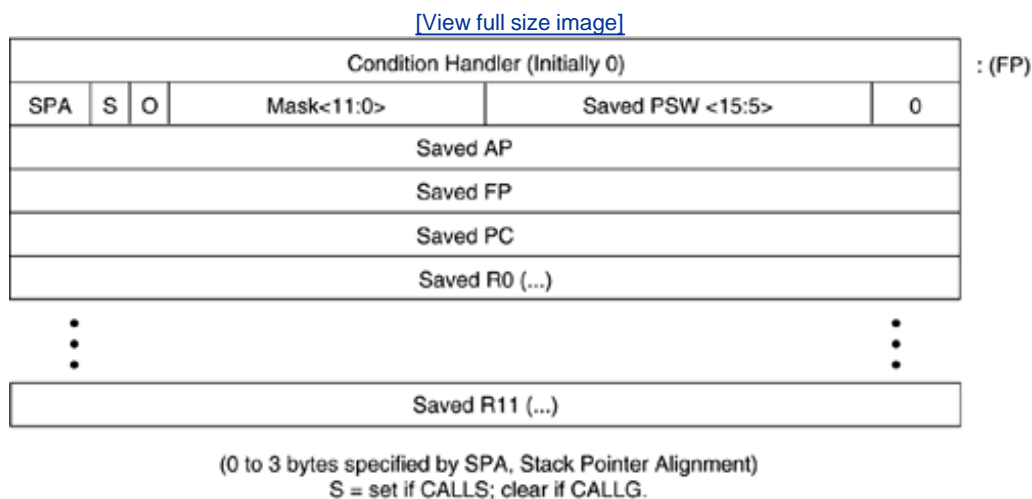 [View full size image]
Condition Handler (Initially 0) : (FP)
SPA S O Mask<11:0> Saved PSW <15:5> 0
Saved AP
Saved FP
Saved PC
Saved R0 (...)
Saved R11 (...)
(0 to 3 bytes specified by SPA, Stack Pointer Alignment)
S = set if CALLS; clear if CALLG.